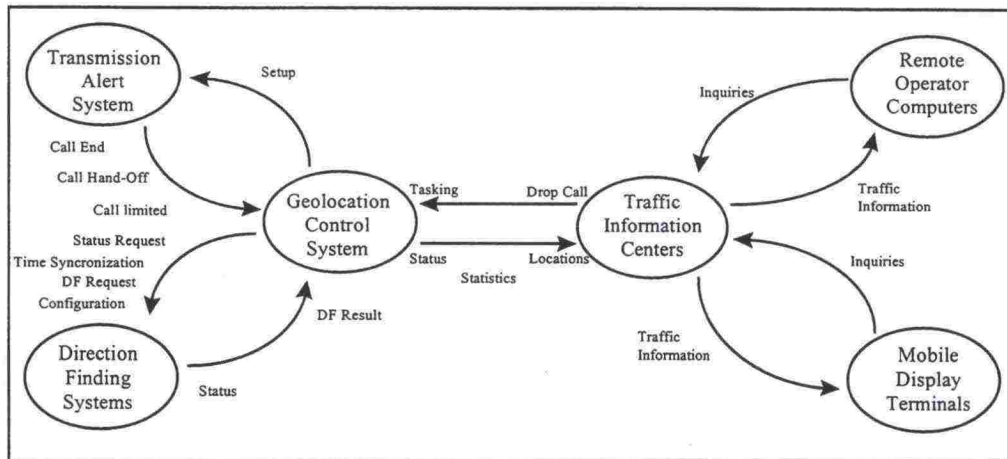 Transmission
Alert
System
Setup
Call End
Call Hand-Off
Call limited
Status Request
Time Syncronization
DF Request
Configuration
Direction
Finding
Systems
Status
DF Result
Geolocation
Control
System
Tasking
Drop Call
Status
Statistics
Locations
Traffic
Information
Centers
Inquiries
Remote
Operator
Computers
Traffic
Information
Inquiries
Traffic
Information
Mobile
Display
Terminals